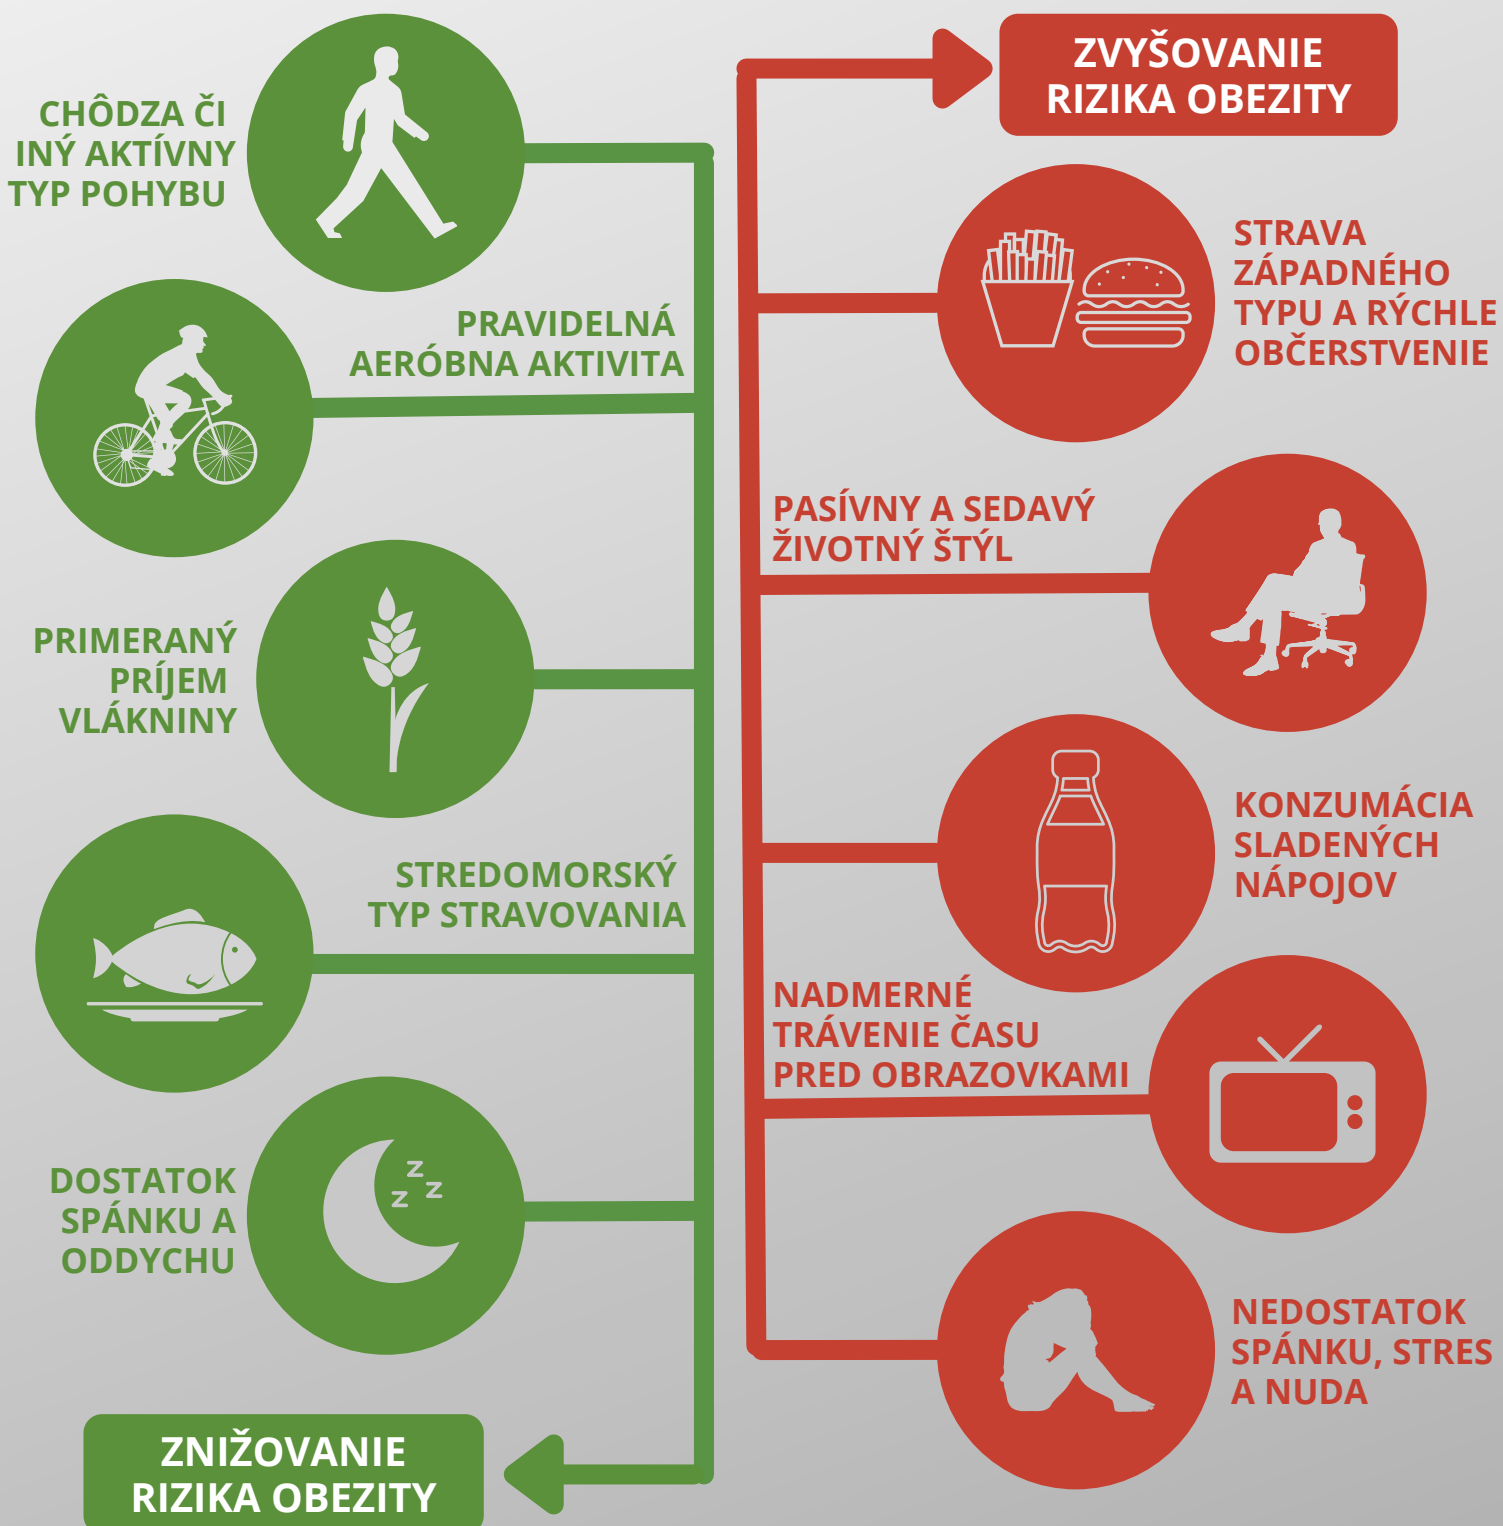 CHÔDZA ČI
INÝ AKTÍVNY
TYP POHYBU
PRAVIDELNÁ
AERÓBNA AKTIVITA
PRIMERANÝ
PRÍJEM
VLÁKNINY
STREDOMORSKÝ
TYP STRAVOVANIA
DOSTATOK
SPÁNKU A
ODDYCHU
z
z
z
ZNIŽOVANIE
RIZIKA OBEZITY
ZVYŠOVANIE
RIZIKA OBEZITY
STRAVA
ZÁPADNÉHO
TYPU A RÝCHLE
OBČERSTVENIE
PASÍVNY A SEDAVÝ
ŽIVOTNÝ ŠTÝL
KONZUMÁCIA
SLADENÝCH
NÁPOJOV
NADMERNÉ
TRÁVENIE ČASU
PRED OBRAZOVKAMI
NEDOSTATOK
SPÁNKU, STRES
A NUDA